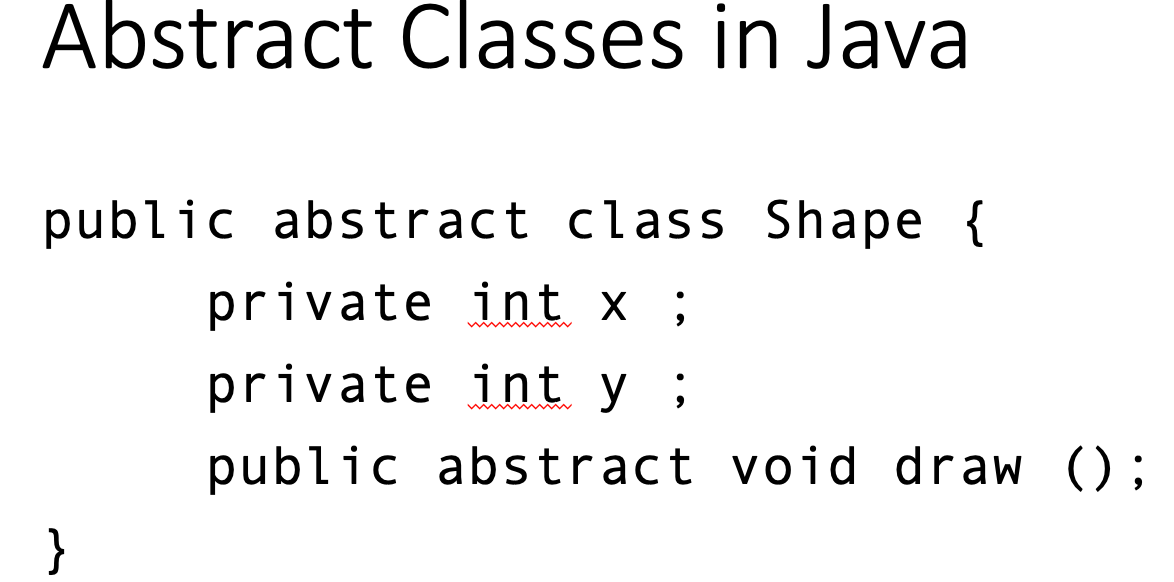 Abstract Classes in Java
public abstract class Shape {
private int x ;
private int y ;
public abstract void draw ();
}